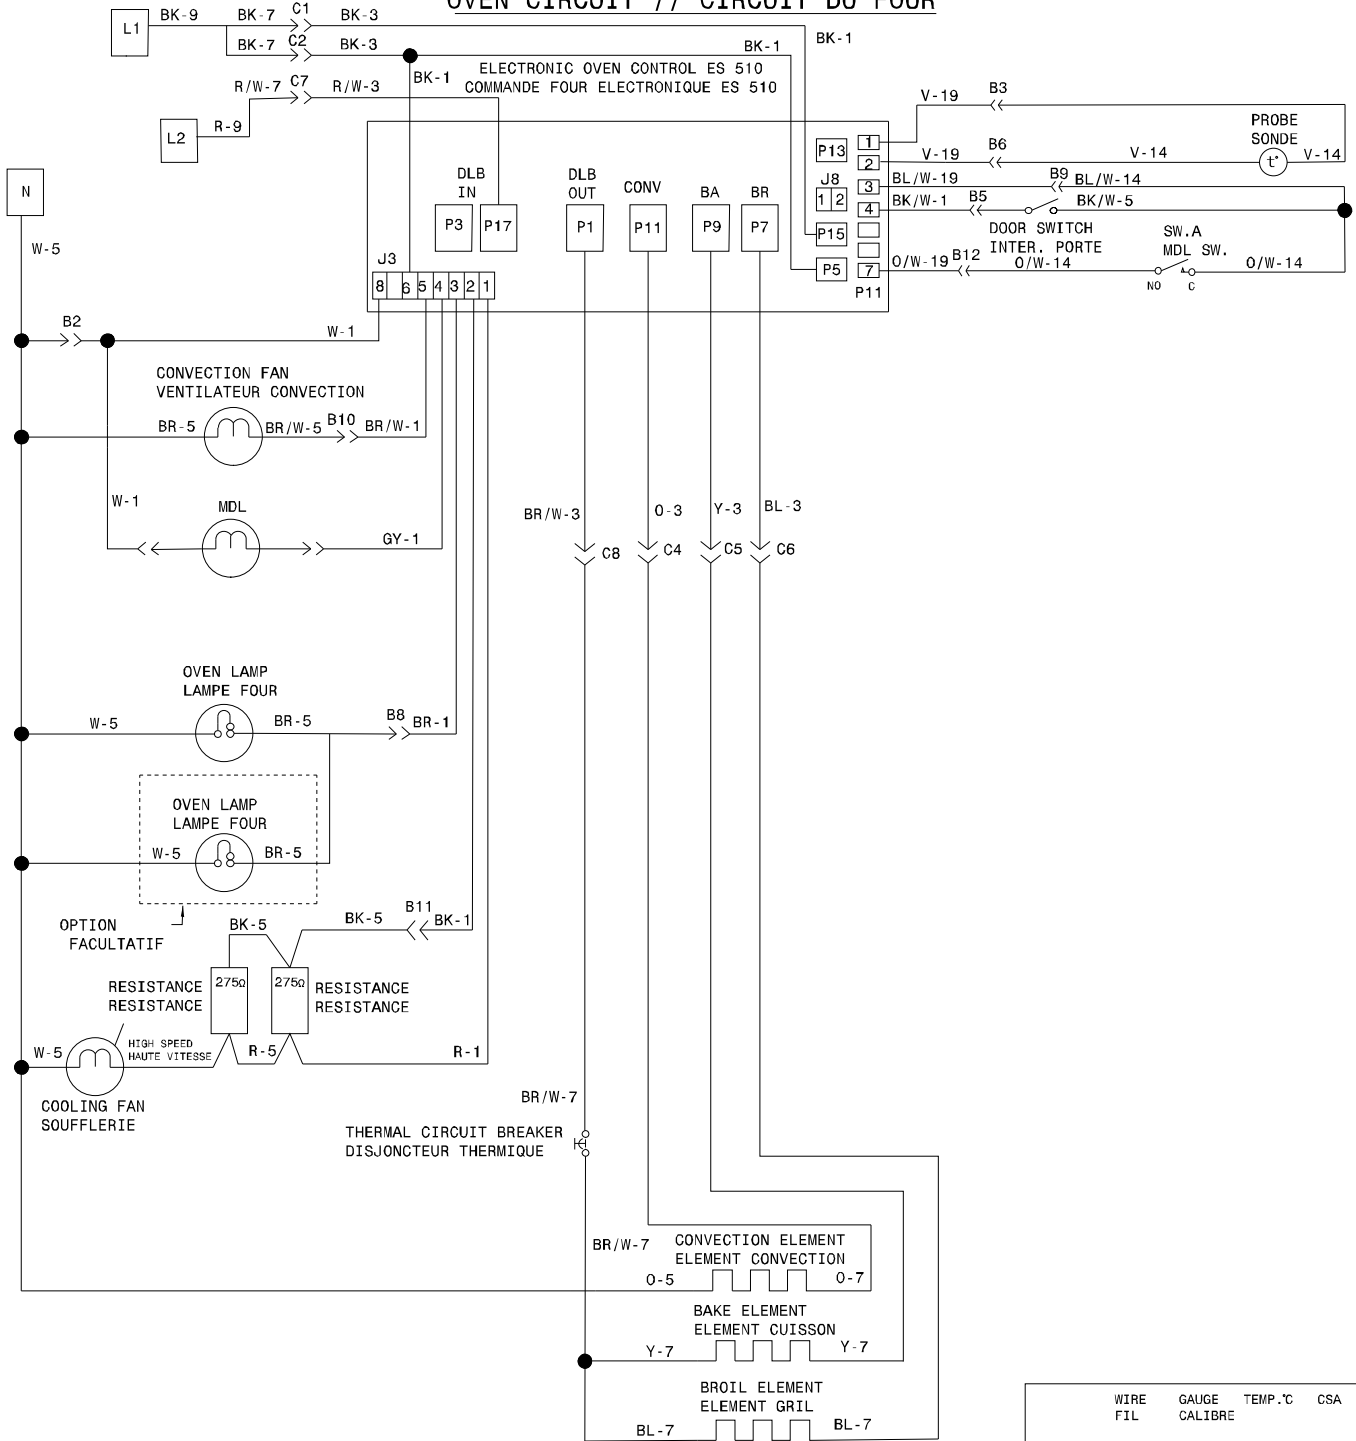 OVEN CIRCUIT // CIRCUIT DU FOUR
L1
BK-9
BK-7
C1
BK-3
BK-7
C2
BK-3
BK-1
BK-1
BK-1
R/W-7
C7
R/W-3
ELECTRONIC OVEN CONTROL ES 510
COMMANDE FOUR ELECTRONIQUE ES 510
L2
R-9
N
W-5
DLB
IN
P3
P17
DLB
OUT
P1
CONV
P11
BA
P9
BR
P7
P13
J8
1 2
P15
P5
1
2
3
4
7
P11
V-19
B3
V-19
B6
V-14
PROBE
SONDE
t°
V-14
BL/W-19
B9
BL/W-14
BK/W-1
B5
BK/W-5
DOOR SWITCH
INTER. PORTE
SW.A
MDL SW.
O/W-19
B12
O/W-14
O/W-14
NO
C
J3
8 6 5 4 3 2 1
B2
W-1
CONVECTION FAN
VENTILATEUR CONVECTION
BR-5
BR/W-5
B10
BR/W-1
W-1
MDL
GY-1
BR/W-3
O-3
Y-3
BL-3
C8
C4
C5
C6
OVEN LAMP
LAMPE FOUR
W-5
BR-5
B8
BR-1
OVEN LAMP
LAMPE FOUR
W-5
BR-5
OPTION
FACULTATIF
BK-5
BK-5
B11
BK-1
275Ω
275Ω
RESISTANCE
RESISTANCE
RESISTANCE
RESISTANCE
W-5
HIGH SPEED
HAUTE VITESSE
R-5
R-1
COOLING FAN
SOUFFLERIE
BR/W-7
THERMAL CIRCUIT BREAKER
DISJONCTEUR THERMIQUE
BR/W-7
CONVECTION ELEMENT
ELEMENT CONVECTION
O-5
O-7
BAKE ELEMENT
ELEMENT CUISSON
Y-7
Y-7
BROIL ELEMENT
ELEMENT GRIL
BL-7
BL-7
WIRE GAUGE TEMP.°C CSA
FIL CALIBRE